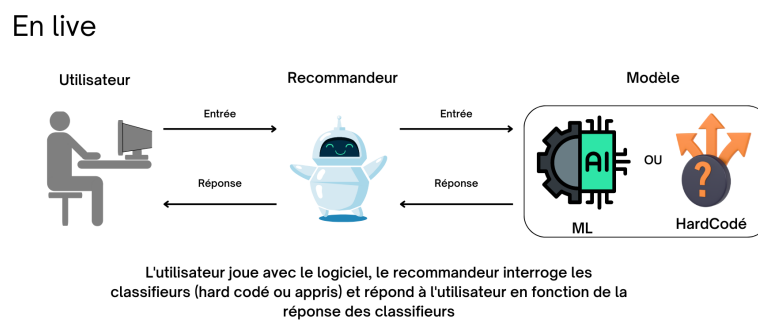 En live
Utilisateur
Recommandeur
Modèle
Entrée
Entrée
Réponse
Réponse
AI
OU
?
ML
HardCodé
L'utilisateur joue avec le logiciel, le recommandeur interroge les
classifieurs (hard codé ou appris) et répond à l'utilisateur en fonction de la
réponse des classifieurs